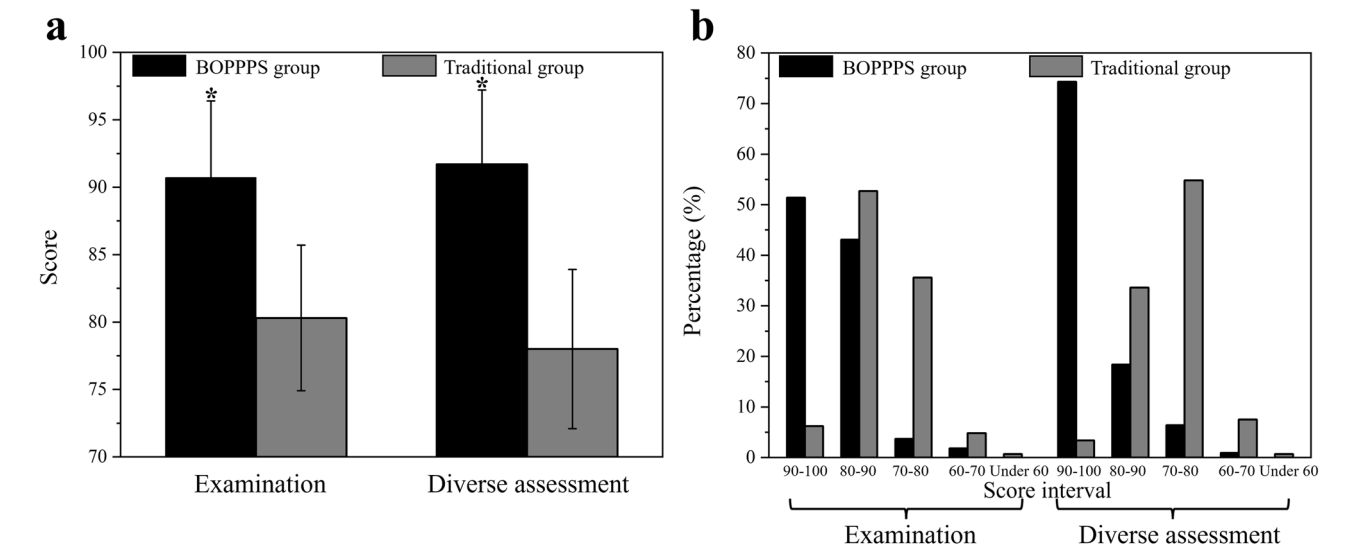 a
100
95
90
85
80
75
70
Score
BOPPPS group
Traditional group
*
*
Examination
Diverse assessment
b
80
70
60
50
40
30
20
10
0
Percentage (%)
BOPPPS group
Traditional group
90-100 80-90 70-80 60-70 Under 60 90-100 80-90 70-80 60-70 Under 60
Score interval
Examination
Diverse assessment